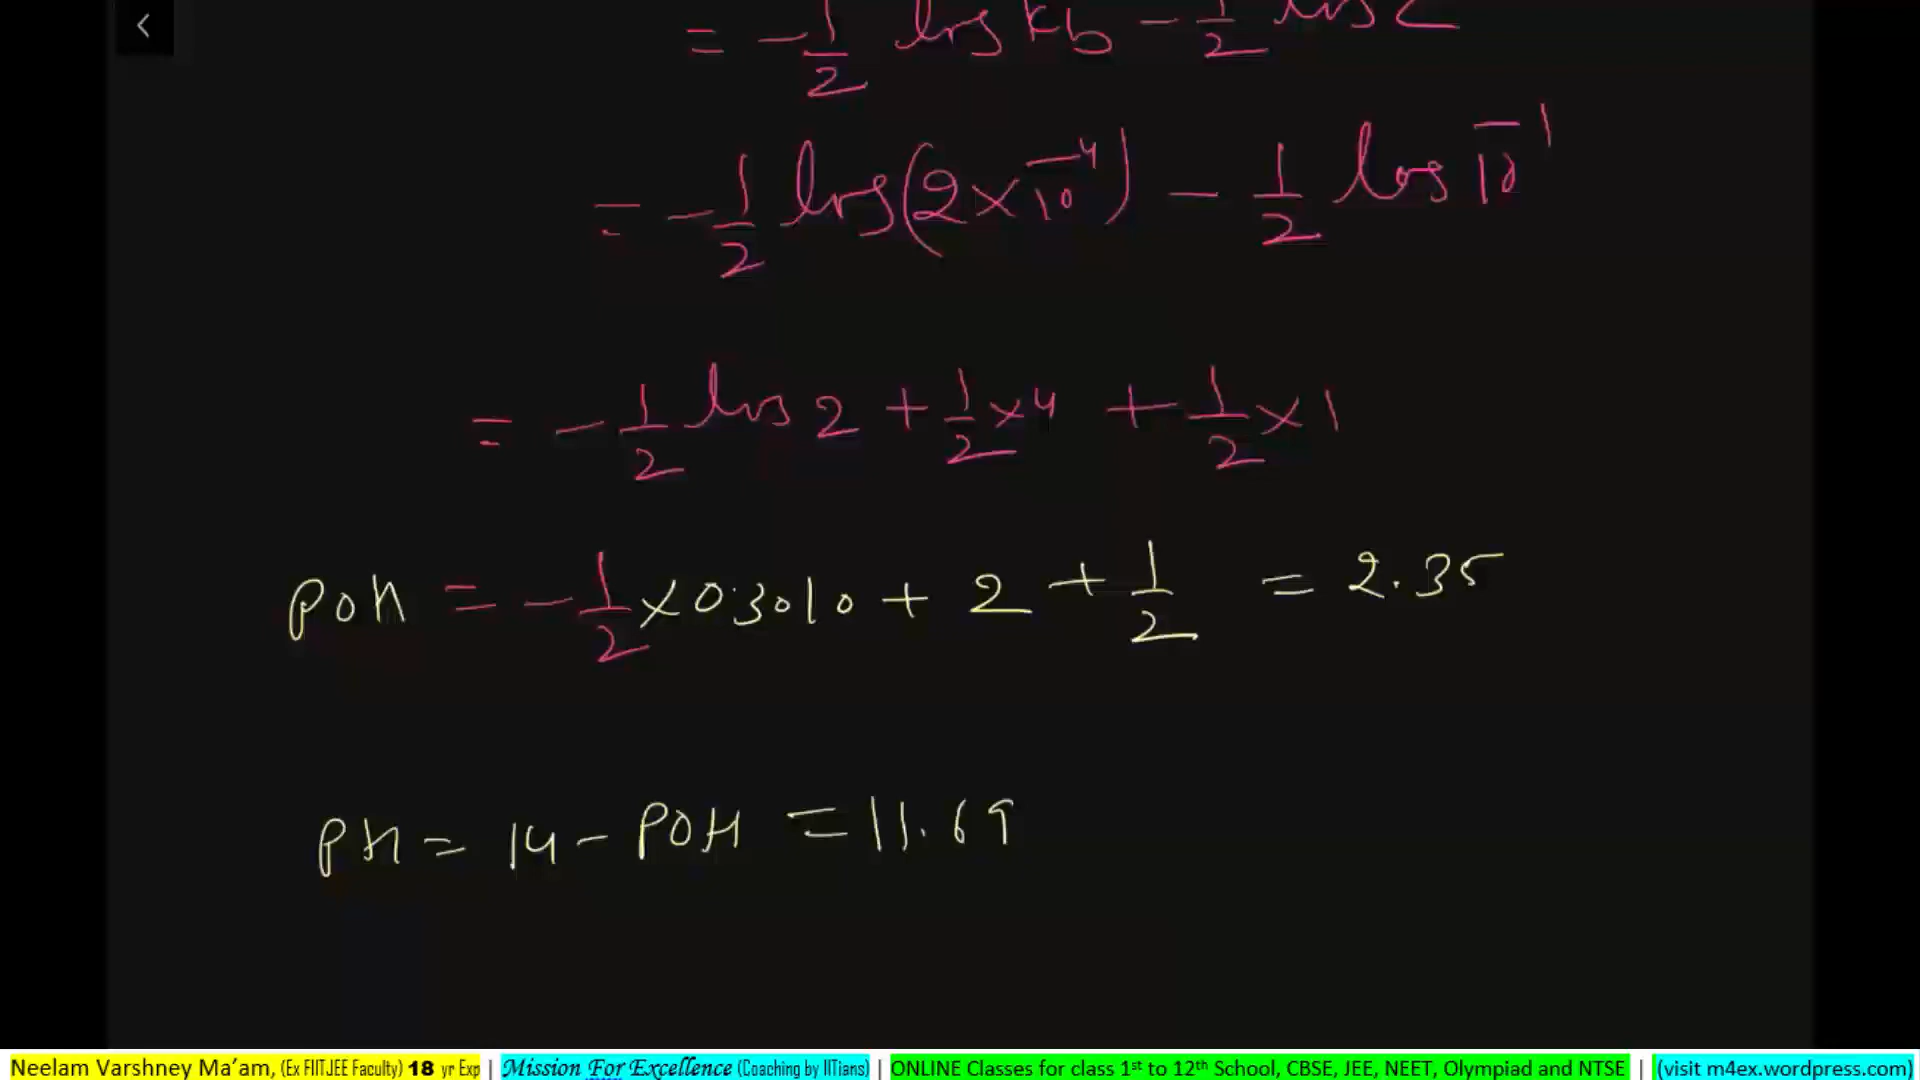 <
= -1/2 log Kb - 1/2 log C
= -1/2 log(2×10^-4) - 1/2 log 10^-1
= -1/2 log 2 + 1/2×4 + 1/2×1
POH = -1/2×0.3010 + 2 + 1/2 = 2.35
PH = 14 - POH = 11.69
Neelam Varshney Ma’am, (Ex FIITJEE Faculty) 18 yr Exp | Mission For Excellence (Coaching by IITians) | ONLINE Classes for class 1st to 12th School, CBSE, JEE, NEET, Olympiad and NTSE | (visit m4ex.wordpress.com)